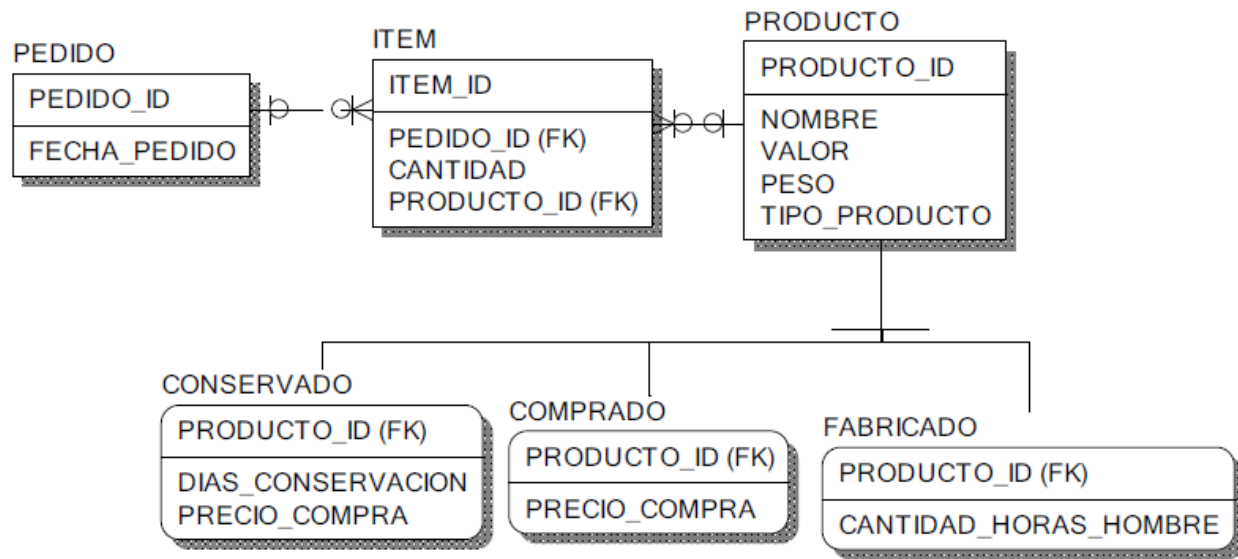 PEDIDO
PEDIDO_ID
FECHA_PEDIDO
ITEM
ITEM_ID
PEDIDO_ID (FK)
CANTIDAD
PRODUCTO_ID (FK)
PRODUCTO
PRODUCTO_ID
NOMBRE
VALOR
PESO
TIPO_PRODUCTO
CONSERVADO
PRODUCTO_ID (FK)
DIAS_CONSERVACION
PRECIO_COMPRA
COMPRADO
PRODUCTO_ID (FK)
PRECIO_COMPRA
FABRICADO
PRODUCTO_ID (FK)
CANTIDAD_HORAS_HOMBRE